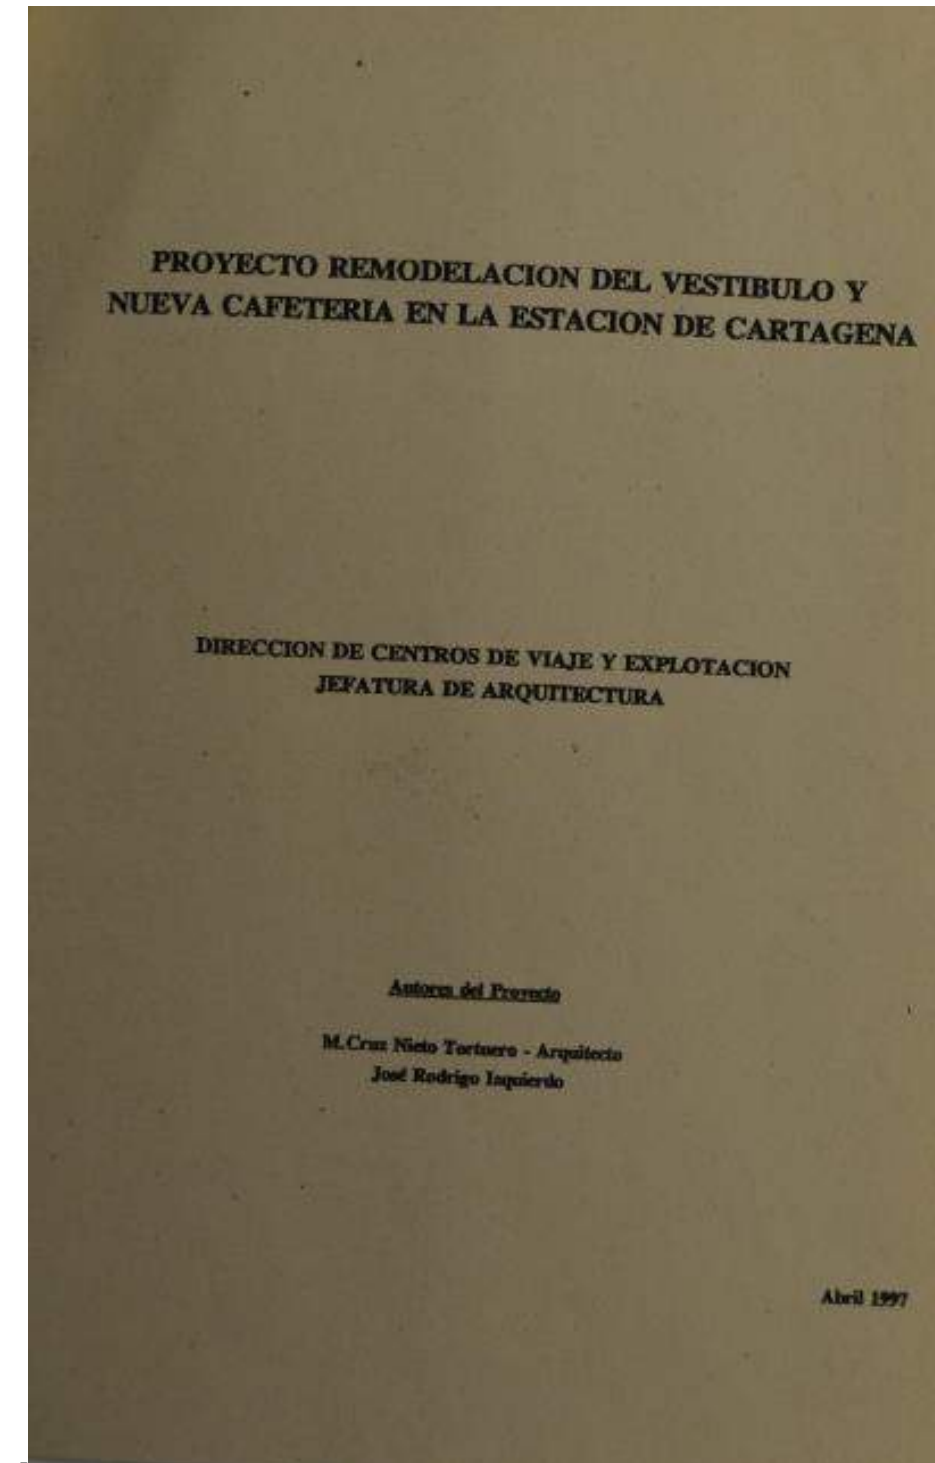 PROYECTO REMODELACION DEL VESTIBULO Y
NUEVA CAFETERIA EN LA ESTACION DE CARTAGENA
DIRECCION DE CENTROS DE VIAJE Y EXPLOTACION
JEFATURA DE ARQUITECTURA
Autores del Proyecto
M.Cruz Nieto Tortuero - Arquitecto
José Rodrigo Izquierdo
Abril 1997